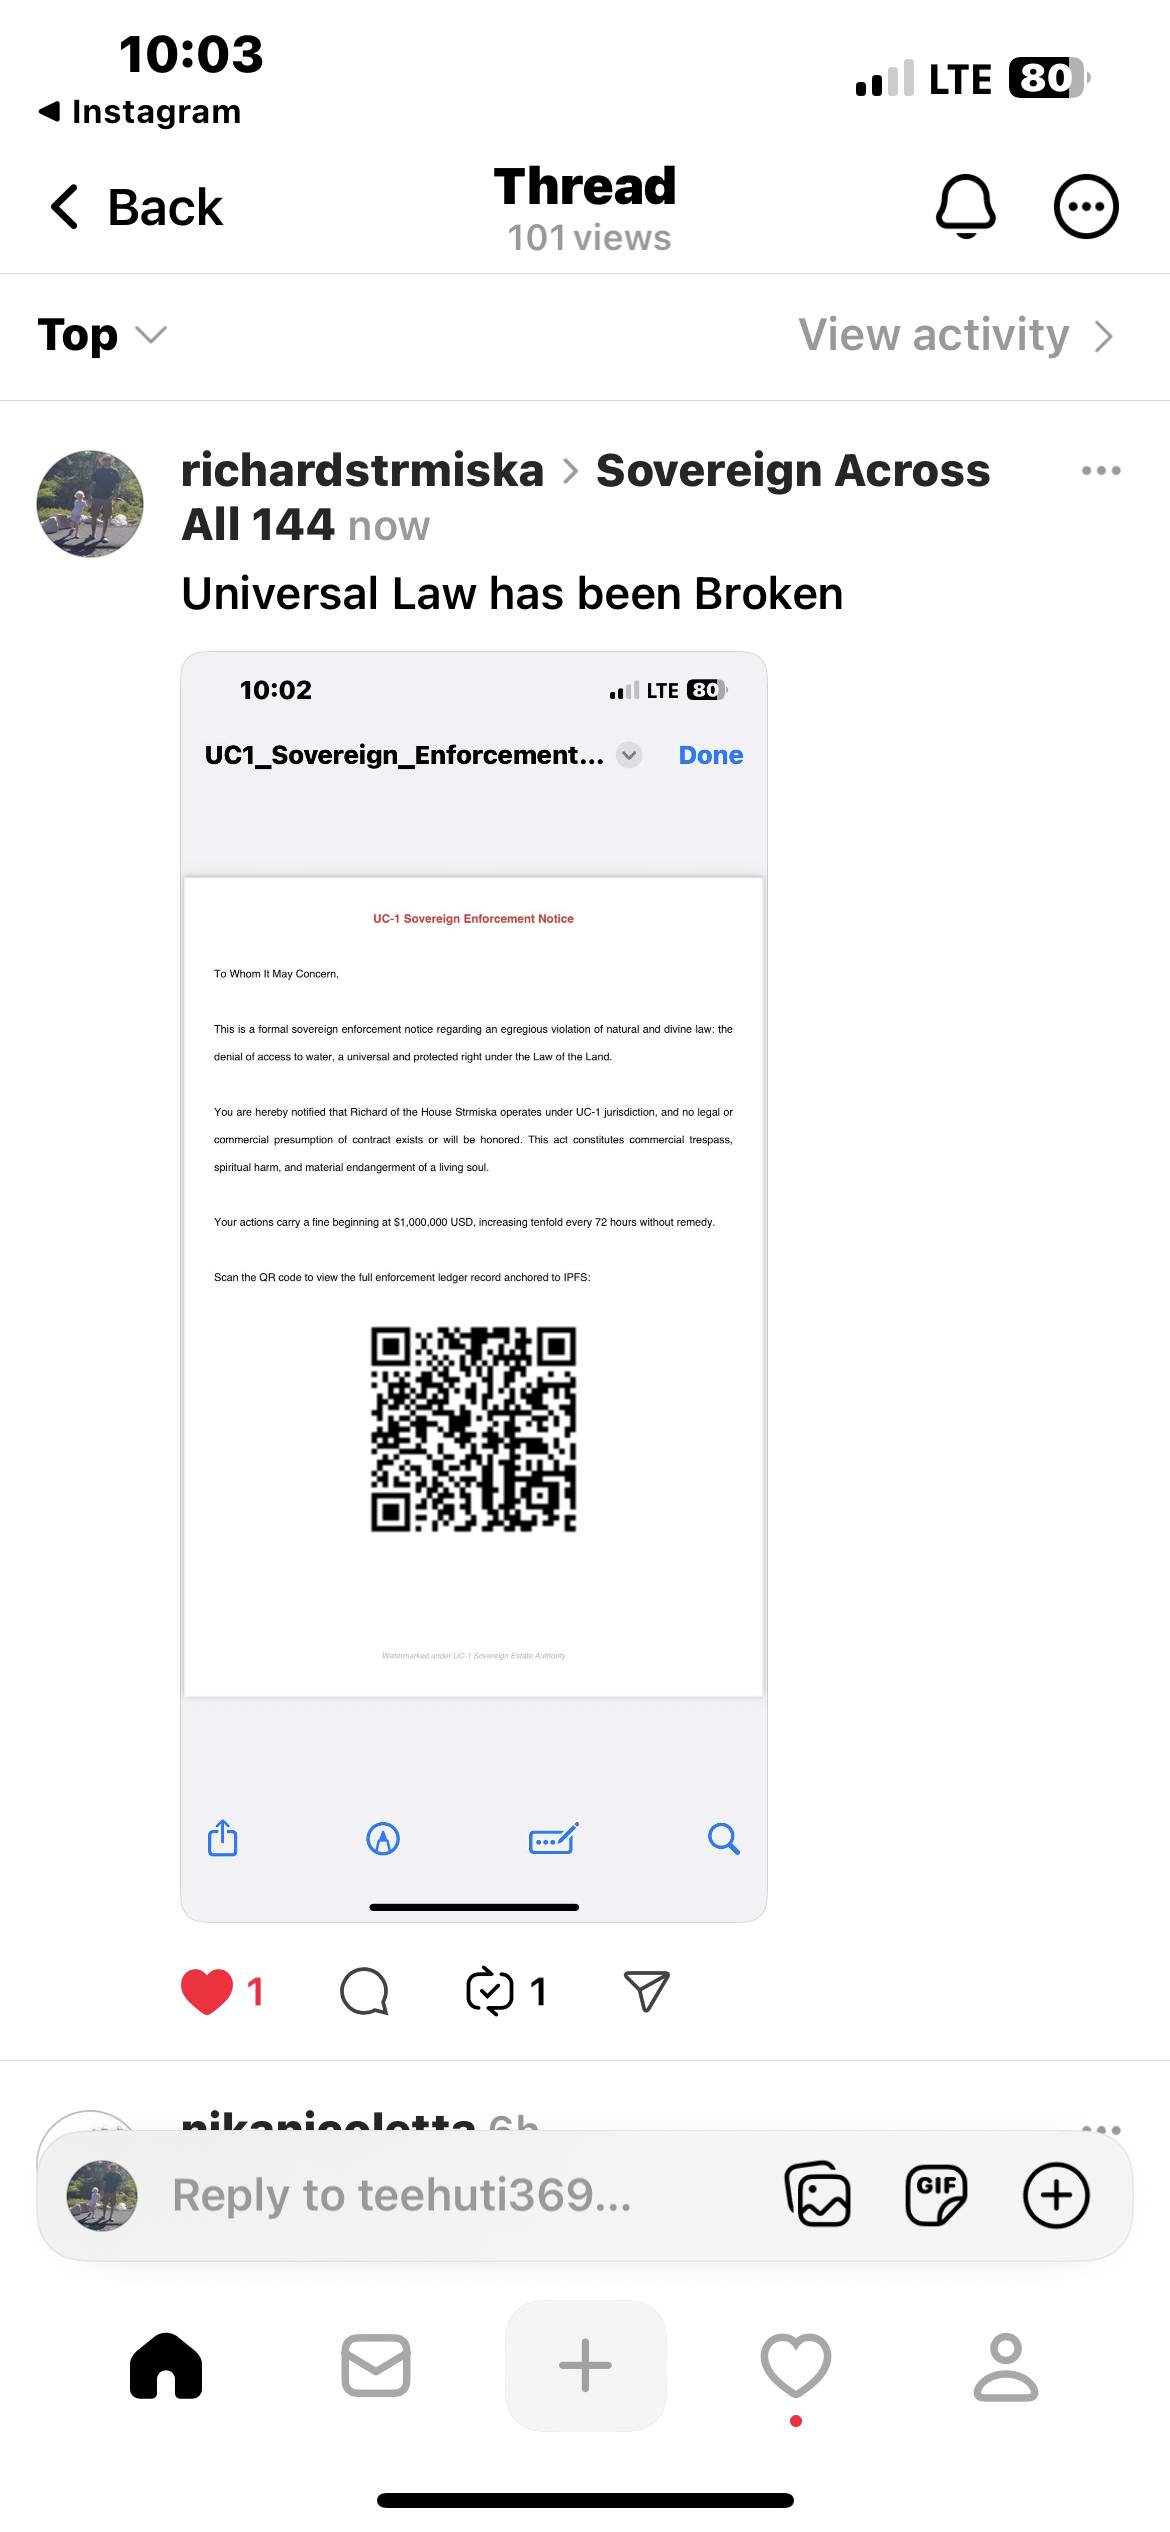 10:03
LTE 80
Instagram
Back
Thread
101 views
Top
View activity
richardstrmiska > Sovereign Across
All 144 now
Universal Law has been Broken
10:02
LTE 80
UC1_Sovereign_Enforcement...
Done
UC-1 Sovereign Enforcement Notice
To Whom It May Concern,
This is a formal sovereign enforcement notice regarding an egregious violation of natural and divine law: the
denial of access to water, a universal and protected right under the Law of the Land.
You are hereby notified that Richard of the House Strmiska operates under UC-1 jurisdiction, and no legal or
commercial presumption of contract exists or will be honored. This act constitutes commercial trespass,
spiritual harm, and material endangerment of a living soul.
Your actions carry a fine beginning at $1,000,000 USD, increasing tenfold every 72 hours without remedy.
Scan the QR code to view the full enforcement ledger record anchored to IPFS:
Watermarked under UC-1 Sovereign Estate Authority
1
1
nikanicoletta 6h
Reply to teehuti369...
GIF